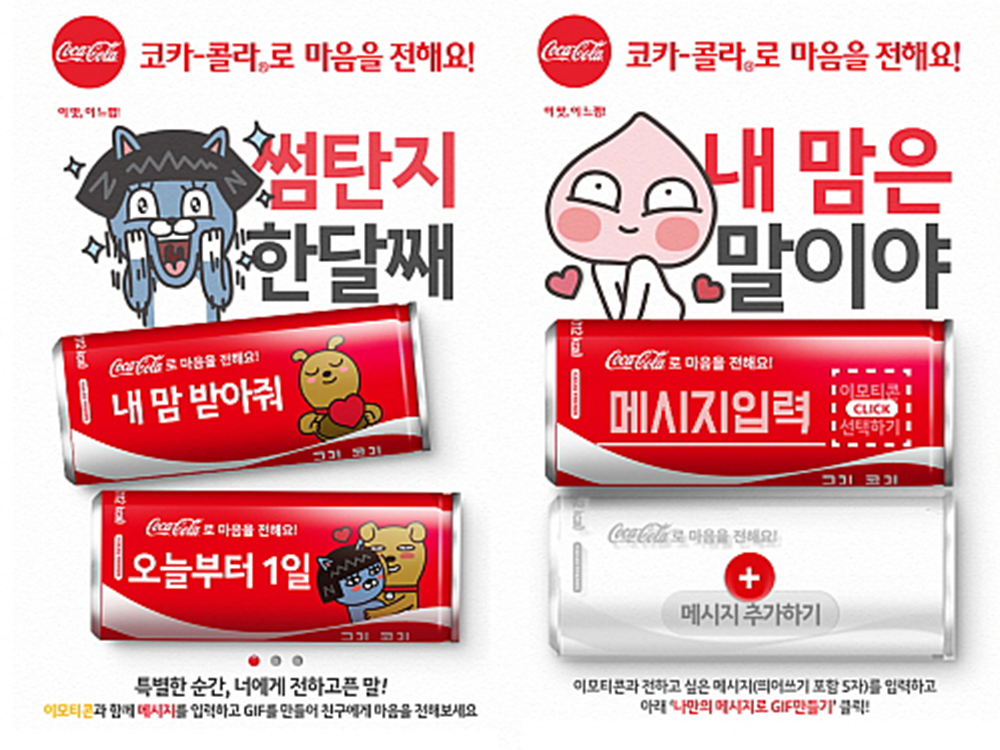 Coca-Cola
코카-콜라®로 마음을 전해요!
이 맛, 이 느낌!
썸탄지
한달째
Coca-Cola 로 마음을 전해요!
내 맘 받아줘
Coca-Cola 로 마음을 전해요!
오늘부터 1일
특별한 순간, 너에게 전하고픈 말!
이모티콘과 함께 메시지를 입력하고 GIF를 만들어 친구에게 마음을 전해보세요
Coca-Cola
코카-콜라®로 마음을 전해요!
이 맛, 이 느낌!
내 맘은
말이야
Coca-Cola 로 마음을 전해요!
메시지입력
이모티콘
CLICK
선택하기
Coca-Cola 로 마음을 전해요!
+
메시지 추가하기
이모티콘과 전하고 싶은 메시지(띄어쓰기 포함 5자)를 입력하고
아래 '나만의 메시지로 GIF만들기' 클릭!